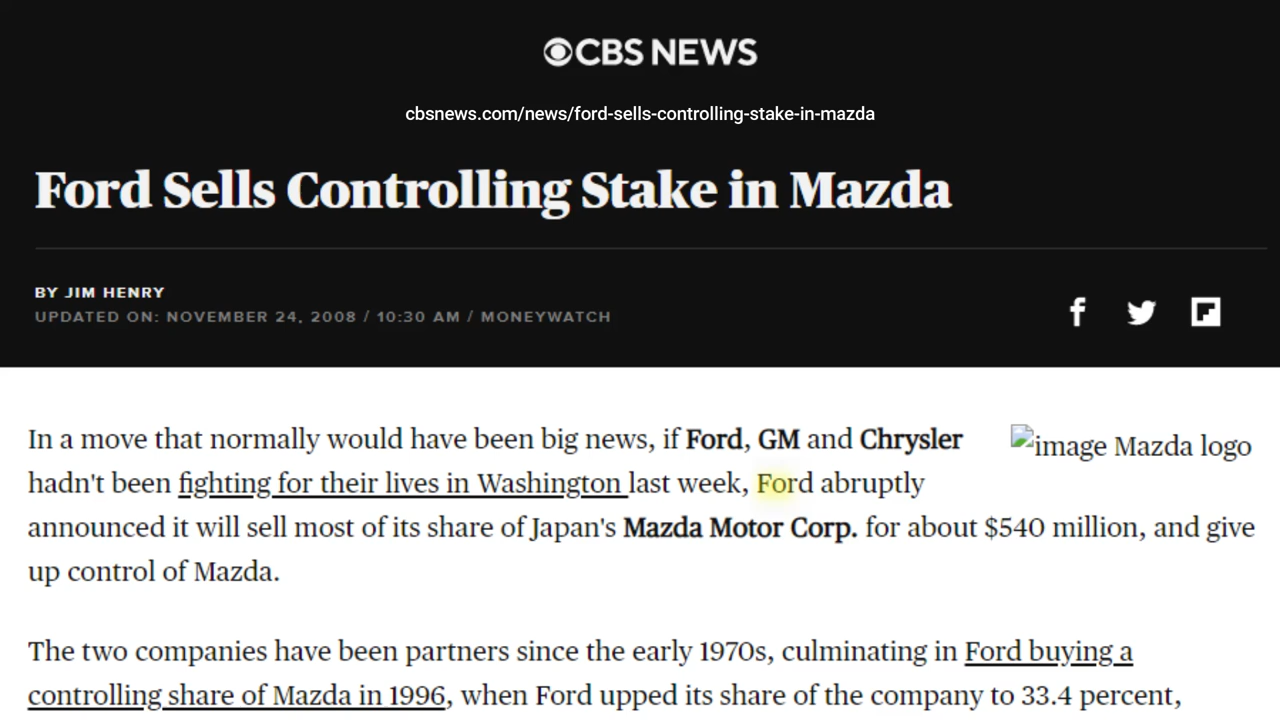 CBS NEWS
cbsnews.com/news/ford-sells-controlling-stake-in-mazda
Ford Sells Controlling Stake in Mazda
BY JIM HENRY
UPDATED ON: NOVEMBER 24, 2008 / 10:30 AM / MONEYWATCH
In a move that normally would have been big news, if Ford, GM and Chrysler
image Mazda logo
hadn't been fighting for their lives in Washington last week, Ford abruptly
announced it will sell most of its share of Japan's Mazda Motor Corp. for about $540 million, and give
up control of Mazda.
The two companies have been partners since the early 1970s, culminating in Ford buying a
controlling share of Mazda in 1996, when Ford upped its share of the company to 33.4 percent,